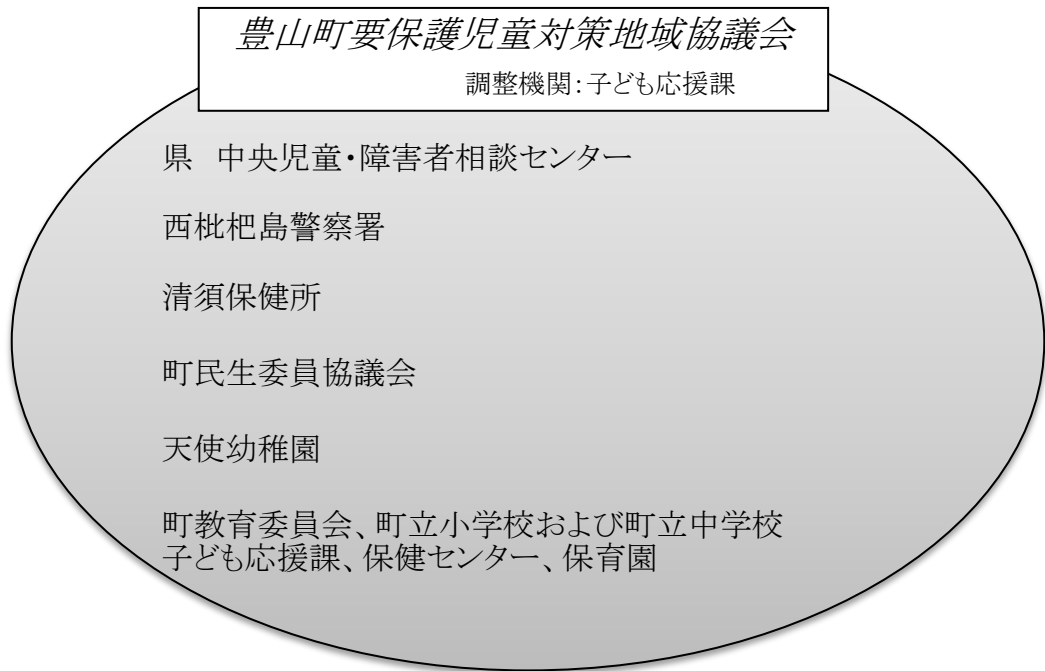 豊山町要保護児童対策地域協議会
調整機関：子ども応援課
県　中央児童・障害者相談センター
西枇杷島警察署
清須保健所
町民生委員協議会
天使幼稚園
町教育委員会、町立小学校および町立中学校
子ども応援課、保健センター、保育園